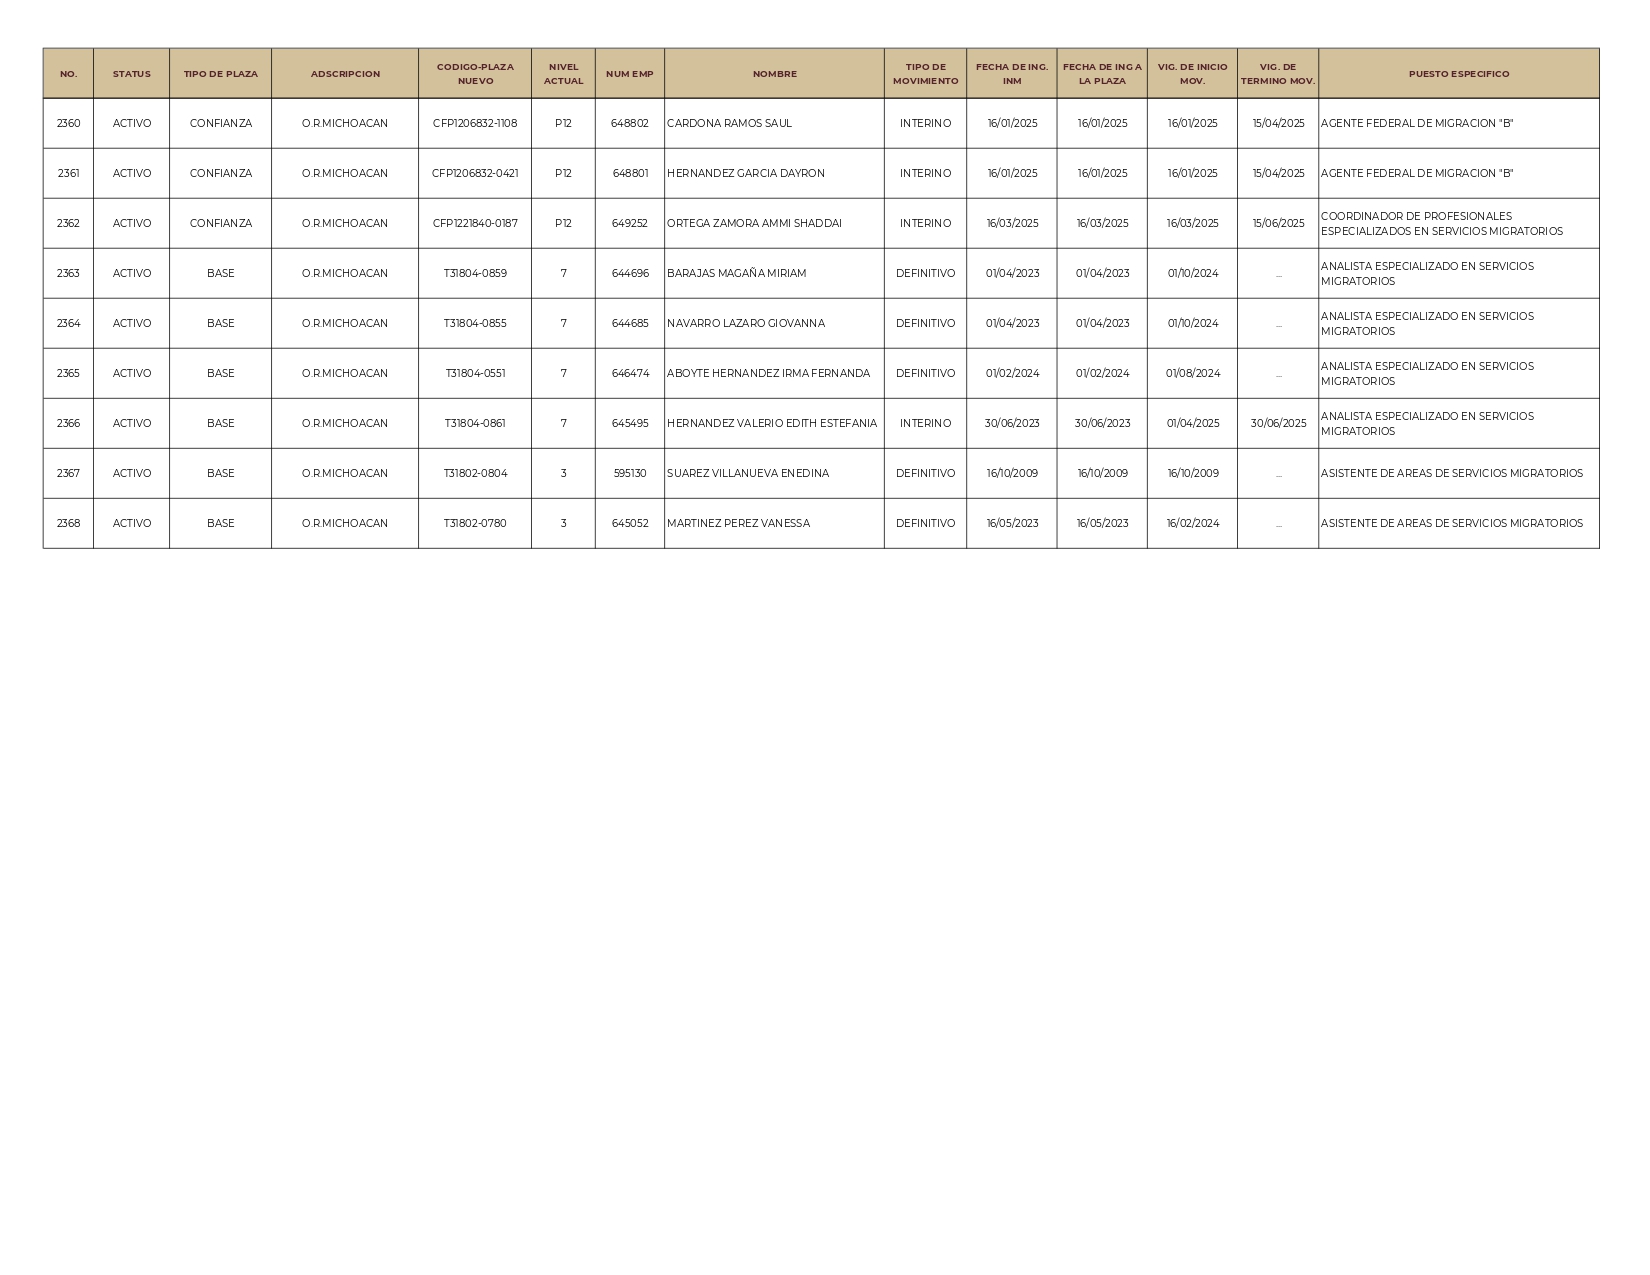 NO. STATUS TIPO DE PLAZA ADSCRIPCION CODIGO-PLAZA NUEVO NIVEL ACTUAL NUM EMP NOMBRE TIPO DE MOVIMIENTO FECHA DE ING. INM FECHA DE ING A LA PLAZA VIG. DE INICIO MOV. VIG. DE TERMINO MOV. PUESTO ESPECIFICO
2360 ACTIVO CONFIANZA O.R.MICHOACAN CFP1206832-1108 P12 648802 CARDONA RAMOS SAUL INTERINO 16/01/2025 16/01/2025 16/01/2025 15/04/2025 AGENTE FEDERAL DE MIGRACION "B"
2361 ACTIVO CONFIANZA O.R.MICHOACAN CFP1206832-0421 P12 648801 HERNANDEZ GARCIA DAYRON INTERINO 16/01/2025 16/01/2025 16/01/2025 15/04/2025 AGENTE FEDERAL DE MIGRACION "B"
2362 ACTIVO CONFIANZA O.R.MICHOACAN CFP1221840-0187 P12 649252 ORTEGA ZAMORA AMMI SHADDAI INTERINO 16/03/2025 16/03/2025 16/03/2025 15/06/2025 COORDINADOR DE PROFESIONALES
ESPECIALIZADOS EN SERVICIOS MIGRATORIOS
2363 ACTIVO BASE O.R.MICHOACAN T31804-0859 7 644696 BARAJAS MAGAÑA MIRIAM DEFINITIVO 01/04/2023 01/04/2023 01/10/2024 ... ANALISTA ESPECIALIZADO EN SERVICIOS
MIGRATORIOS
2364 ACTIVO BASE O.R.MICHOACAN T31804-0855 7 644685 NAVARRO LAZARO GIOVANNA DEFINITIVO 01/04/2023 01/04/2023 01/10/2024 ... ANALISTA ESPECIALIZADO EN SERVICIOS
MIGRATORIOS
2365 ACTIVO BASE O.R.MICHOACAN T31804-0551 7 646474 ABOYTE HERNANDEZ IRMA FERNANDA DEFINITIVO 01/02/2024 01/02/2024 01/08/2024 ... ANALISTA ESPECIALIZADO EN SERVICIOS
MIGRATORIOS
2366 ACTIVO BASE O.R.MICHOACAN T31804-0861 7 645495 HERNANDEZ VALERIO EDITH ESTEFANIA INTERINO 30/06/2023 30/06/2023 01/04/2025 30/06/2025 ANALISTA ESPECIALIZADO EN SERVICIOS
MIGRATORIOS
2367 ACTIVO BASE O.R.MICHOACAN T31802-0804 3 595130 SUAREZ VILLANUEVA ENEDINA DEFINITIVO 16/10/2009 16/10/2009 16/10/2009 ... ASISTENTE DE AREAS DE SERVICIOS MIGRATORIOS
2368 ACTIVO BASE O.R.MICHOACAN T31802-0780 3 645052 MARTINEZ PEREZ VANESSA DEFINITIVO 16/05/2023 16/05/2023 16/02/2024 ... ASISTENTE DE AREAS DE SERVICIOS MIGRATORIOS